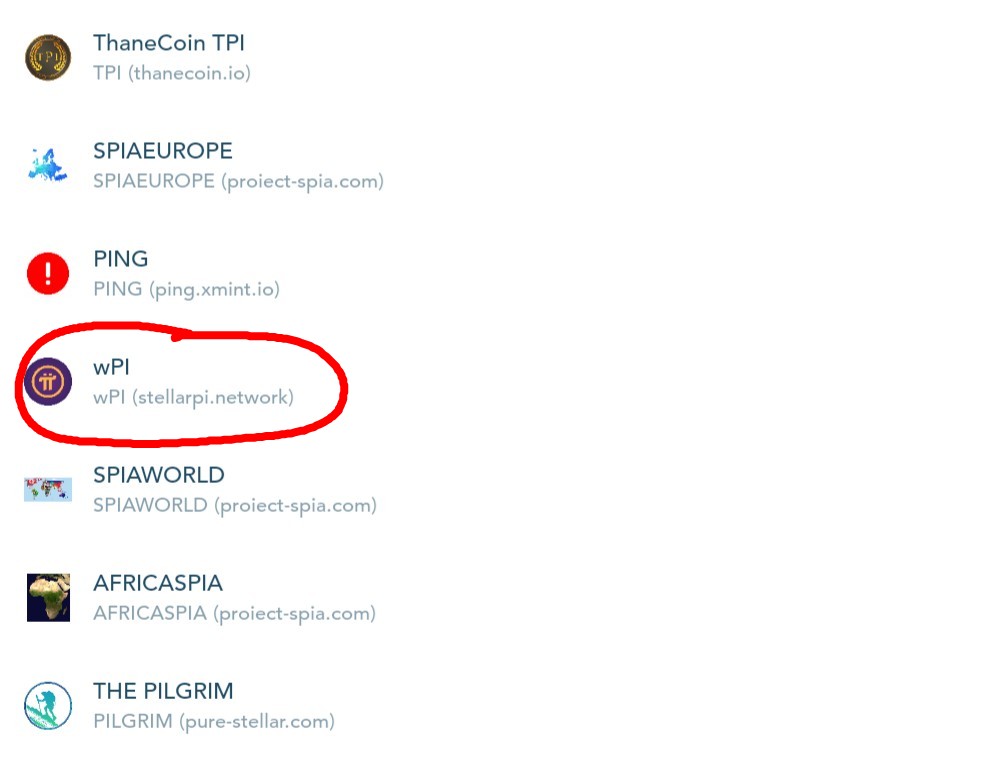 ThaneCoin TPI
TPI (thanecoin.io)
SPIAEUROPE
SPIAEUROPE (proiect-spia.com)
PING
PING (ping.xmint.io)
wPI
wPI (stellarpi.network)
SPIAWORLD
SPIAWORLD (proiect-spia.com)
AFRICASPIA
AFRICASPIA (proiect-spia.com)
THE PILGRIM
PILGRIM (pure-stellar.com)